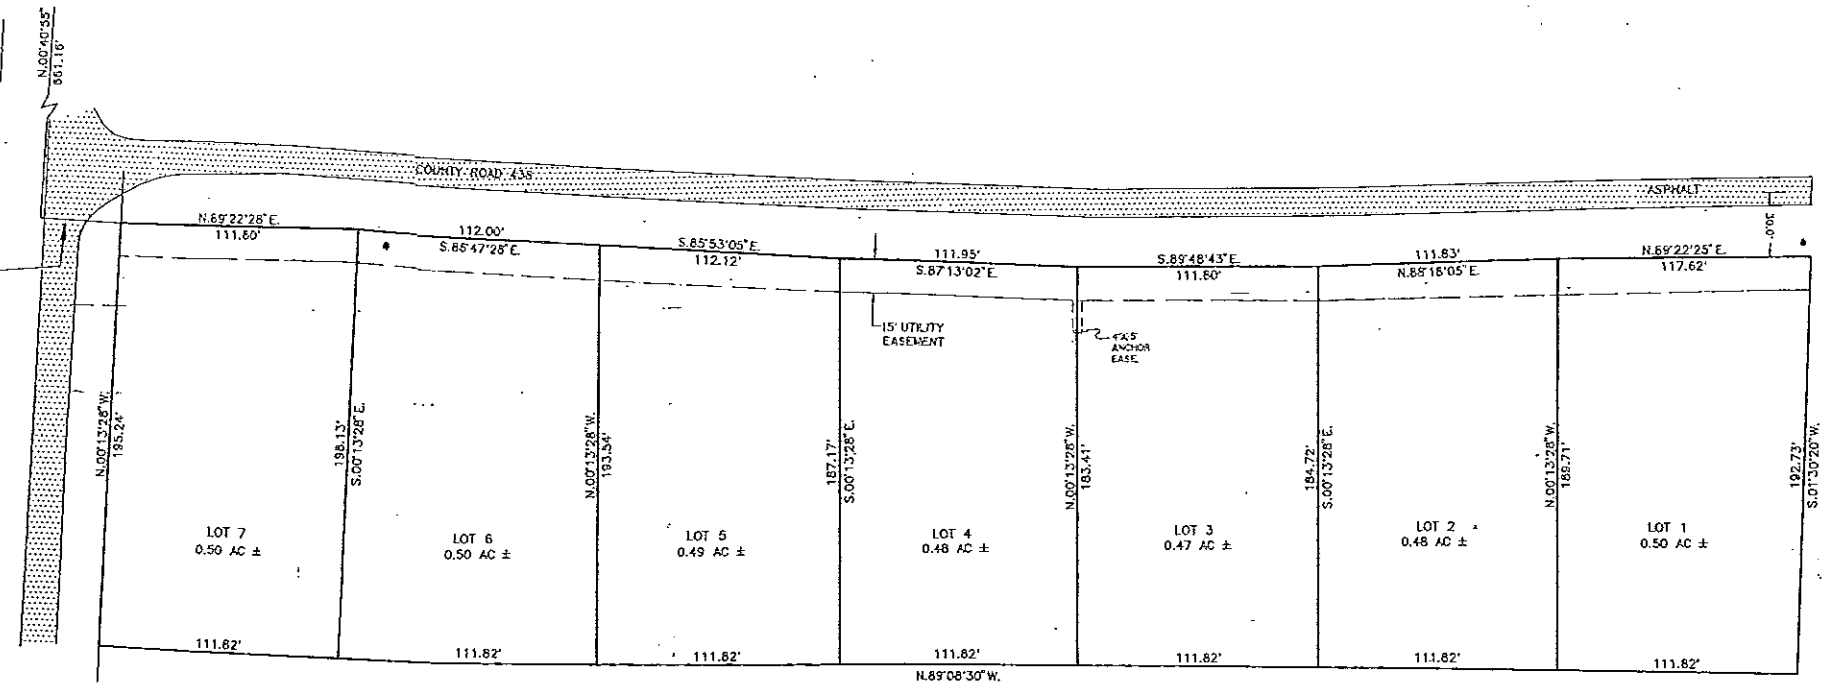 N.00°40'55"
661.16'
COUNTY ROAD 435
ASPHALT
30.0'
N.69°22'28"E.
111.60'
112.00'
S.85°47'28"E.
S.85°53'05"E.
112.12'
111.95'
S.87°13'02"E.
S.89°48'43"E.
111.80'
111.83'
N.88°18'05"E.
N.69°22'25"E.
117.62'
15' UTILITY
EASEMENT
ANCHOR
EASE.
N.00°13'28"W.
195.24'
198.13'
S.00°13'28"E.
N.00°13'28"W.
193.54'
187.17'
S.00°13'28"E.
N.00°13'28"W.
183.41'
184.72'
S.00°13'28"E.
N.00°13'28"W.
189.71'
192.73'
S.01°30'20"W.
LOT 7
0.50 AC ±
LOT 6
0.50 AC ±
LOT 5
0.49 AC ±
LOT 4
0.48 AC ±
LOT 3
0.47 AC ±
LOT 2
0.48 AC ±
LOT 1
0.50 AC ±
111.82'
111.82'
111.82'
111.82'
111.82'
111.82'
111.82'
N.89°08'30"W.